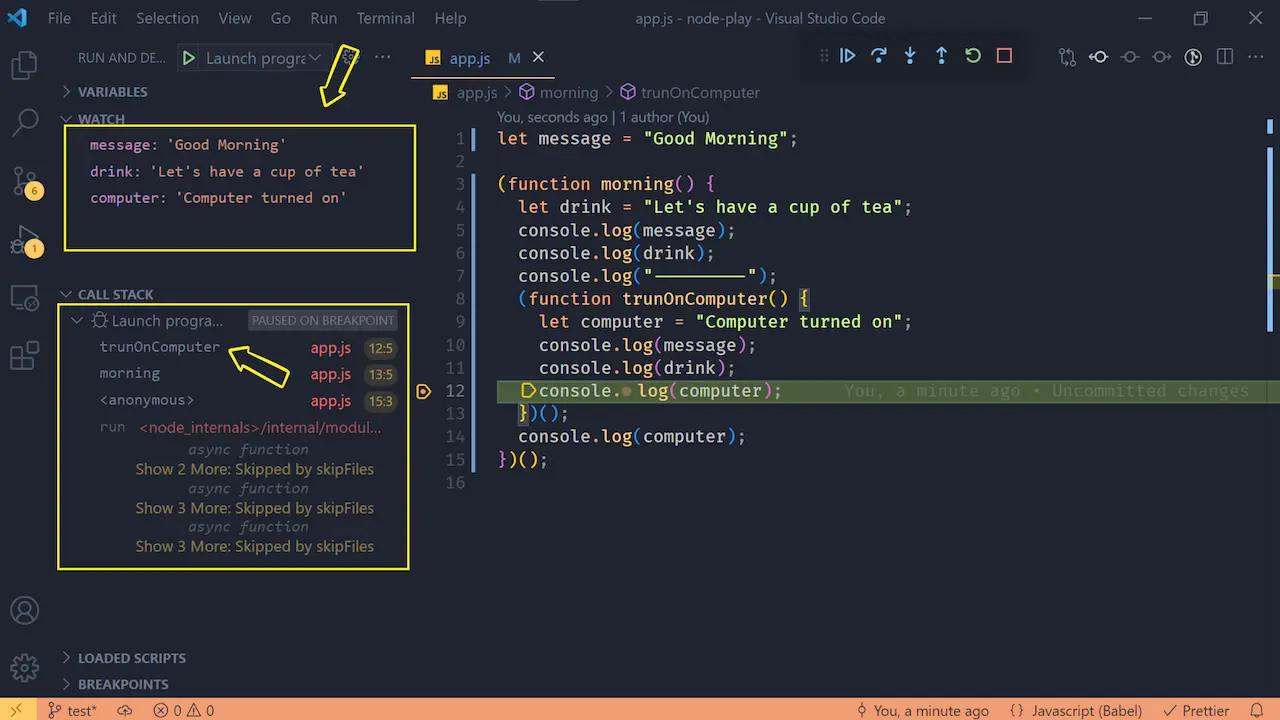 File Edit Selection View Go Run Terminal Help app.js - node-play - Visual Studio Code
RUN AND DE... Launch progr
JS app.js M
JS app.js > morning > trunOnComputer
VARIABLES
WATCH
message: 'Good Morning'
drink: 'Let's have a cup of tea'
computer: 'Computer turned on'
6
1
CALL STACK
Launch progra... PAUSED ON BREAKPOINT
trunOnComputer app.js 12:5
morning app.js 13:5
<anonymous> app.js 15:3
run <node_internals>/internal/modul...
async function
Show 2 More: Skipped by skipFiles
async function
Show 3 More: Skipped by skipFiles
async function
Show 3 More: Skipped by skipFiles
LOADED SCRIPTS
BREAKPOINTS
You, seconds ago | 1 author (You)
1 let message = "Good Morning";
2
3 (function morning() {
4 let drink = "Let's have a cup of tea";
5 console.log(message);
6 console.log(drink);
7 console.log("—————————");
8 (function trunOnComputer() {
9 let computer = "Computer turned on";
10 console.log(message);
11 console.log(drink);
12 console. log(computer); You, a minute ago • Uncommitted changes
13 })();
14 console.log(computer);
15 })();
16
test* 0 0 You, a minute ago {} Javascript (Babel) Prettier